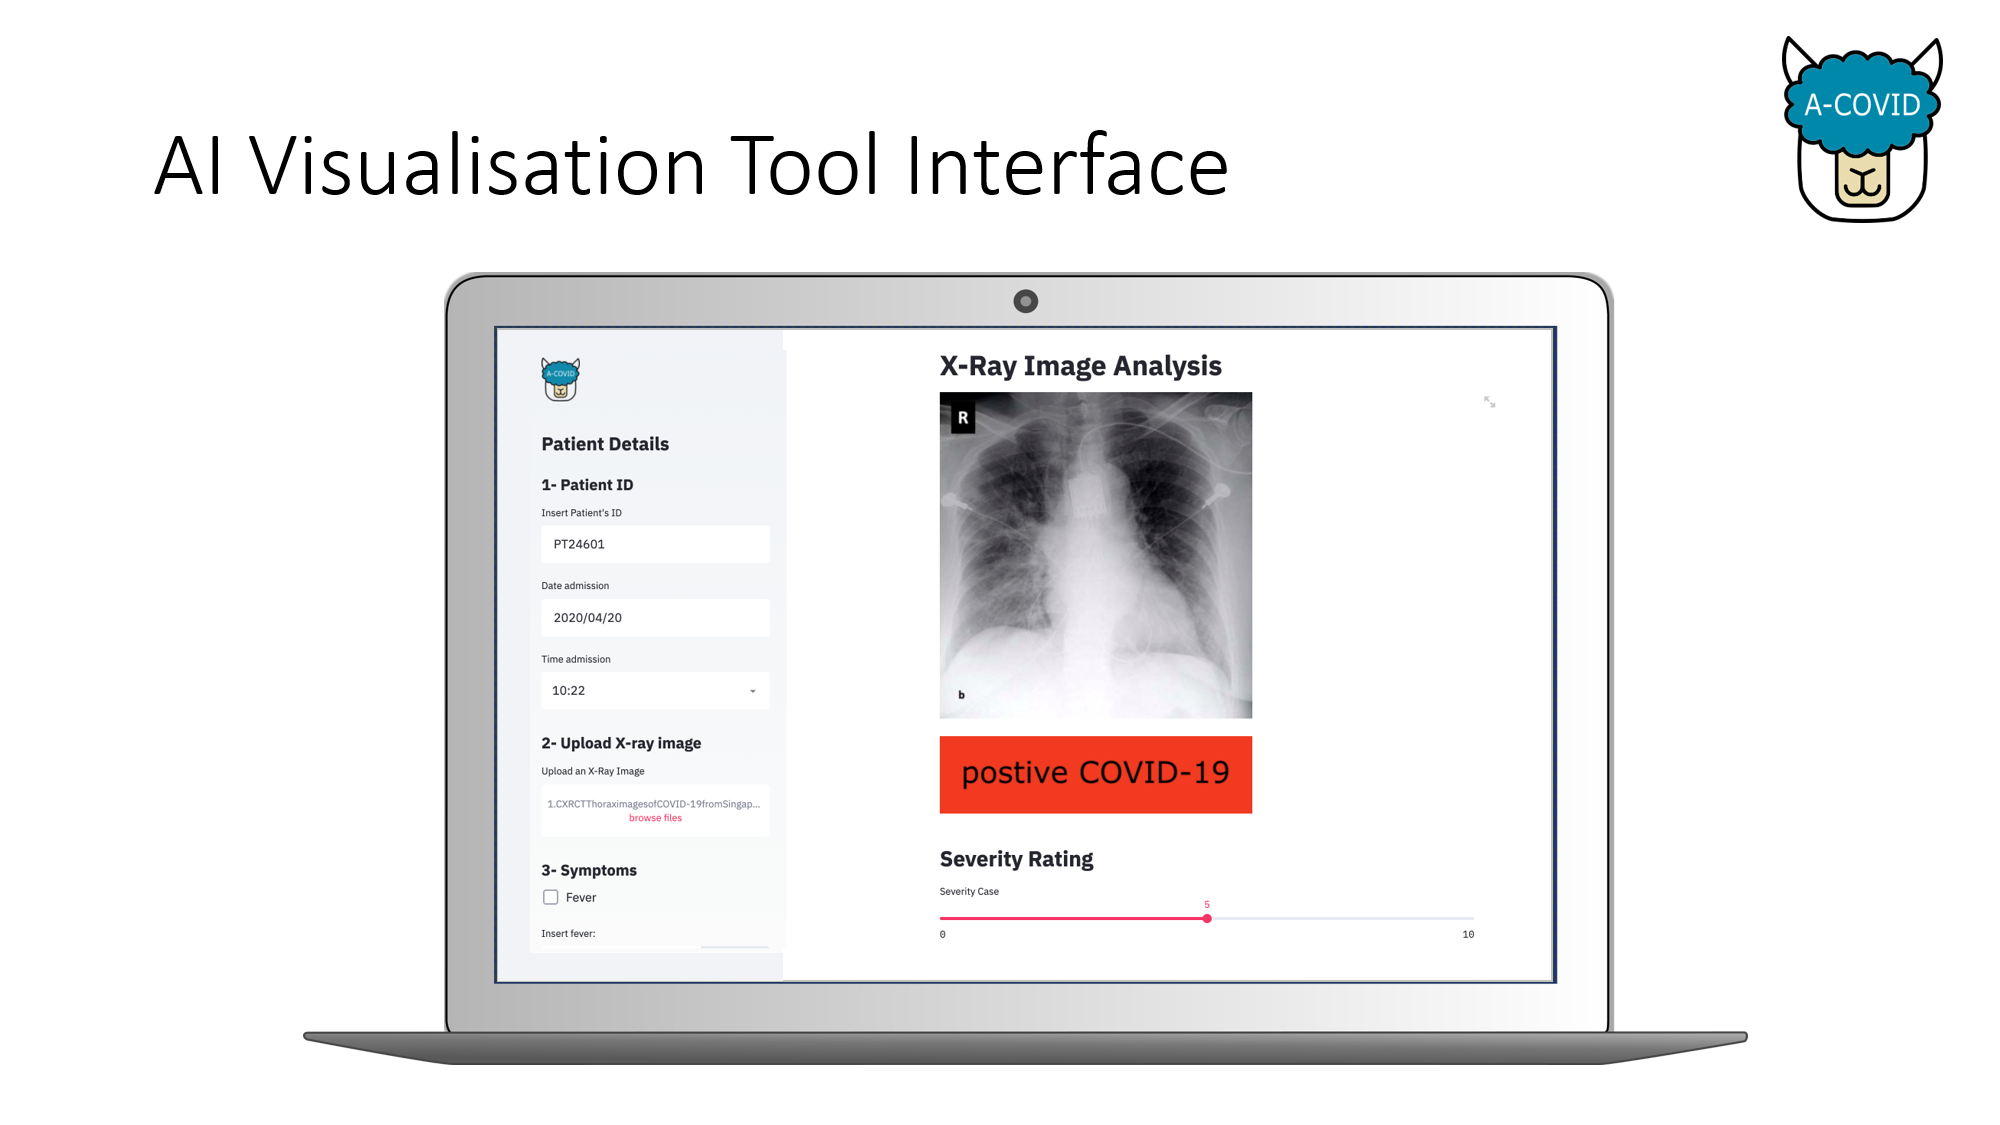 A-COVID
AI Visualisation Tool Interface
A-COVID
Patient Details
1- Patient ID
Insert Patient's ID
PT24601
Date admission
2020/04/20
Time admission
10:22
2- Upload X-ray image
Upload an X-Ray Image
1.CXRCTThoraximagesofCOVID-19fromSingap...
browse files
3- Symptoms
Fever
Insert fever:
X-Ray Image Analysis
R
b
postive COVID-19
Severity Rating
Severity Case
5
0 10